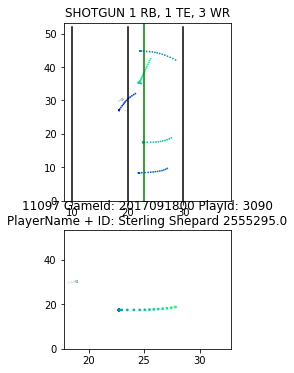 SHOTGUN 1 RB, 1 TE, 3 WR
50
40
30
20
10
0
10 20 30
11097 GameId: 2017091800 PlayId: 3090
PlayerName + ID: Sterling Shepard 2555295.0
40
20
0
20 25 30